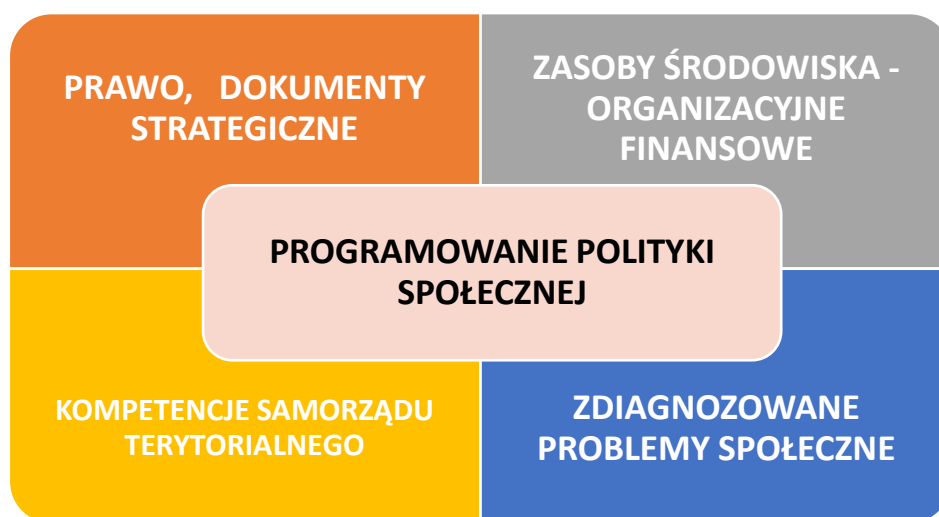 PRAWO, DOKUMENTY
STRATEGICZNE
ZASOBY ŚRODOWISKA -
ORGANIZACYJNE
FINANSOWE
PROGRAMOWANIE POLITYKI
SPOŁECZNEJ
KOMPETENCJE SAMORZĄDU
TERYTORIALNEGO
ZDIAGNOZOWANE
PROBLEMY SPOŁECZNE